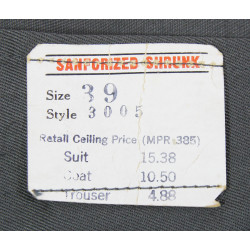 SANFORIZED SHRUNK
Size 39
Style 3005
Retail Ceiling Price (MPR 385)
Suit 15.38
Coat 10.50
Trouser 4.88